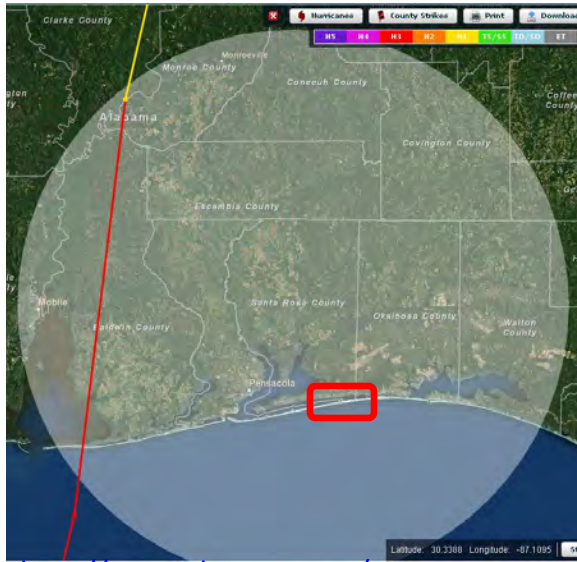 Clarke County
Hurricanes County Strikes Print Download
H5 H4 H3 H2 H1 TS/SS TD/SD ET
Monroeville
Monroe County
Conecuh County
Coffee
County
Alabama
Covington County
Escambia County
Mobile
Baldwin County
Santa Rosa County
Okaloosa County
Walton
County
Pensacola
Latitude: 30.3388 Longitude: -87.1095